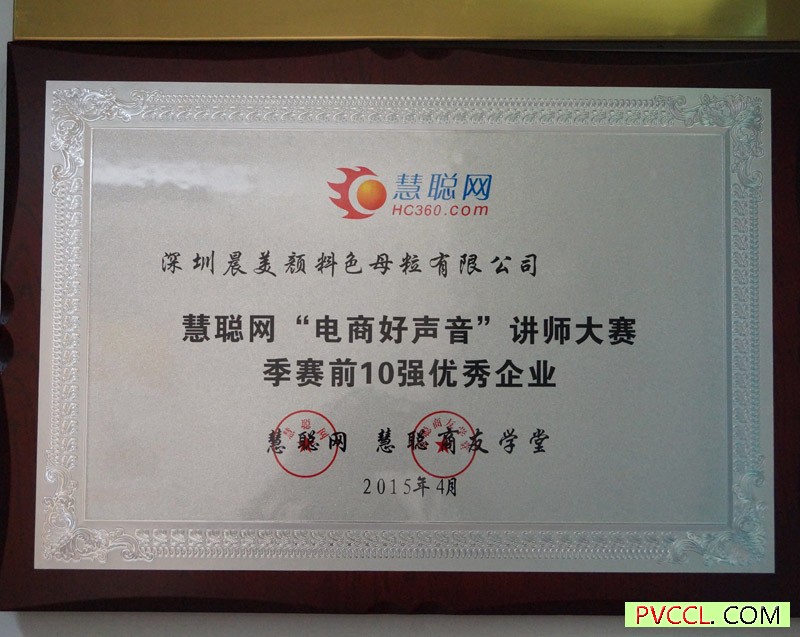 慧聪网
HC360.com
深圳晨美颜料色母粒有限公司
慧聪网“电商好声音”讲师大赛
季赛前10强优秀企业
慧聪网 慧聪商友学堂
2015年4月
PVCCL.COM